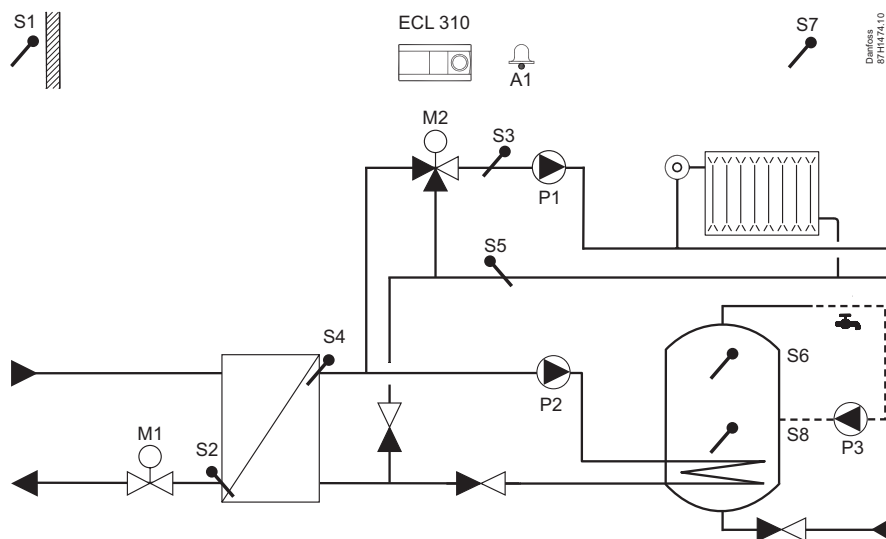 S1
ECL 310
S7
Danfoss
87H1474.10
A1
M2
S3
P1
S5
S4
S6
P2
M1
S2
S8
P3